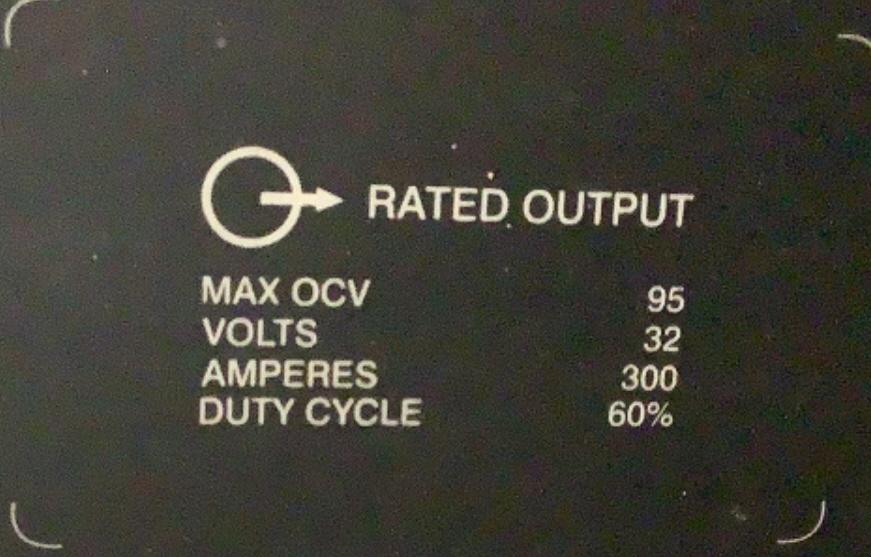 RATED OUTPUT
MAX OCV 95
VOLTS 32
AMPERES 300
DUTY CYCLE 60%